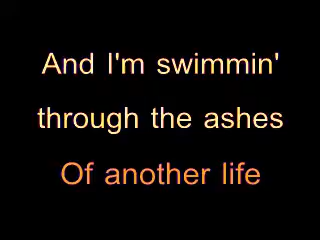 And I'm swimmin'
through the ashes
Of another life